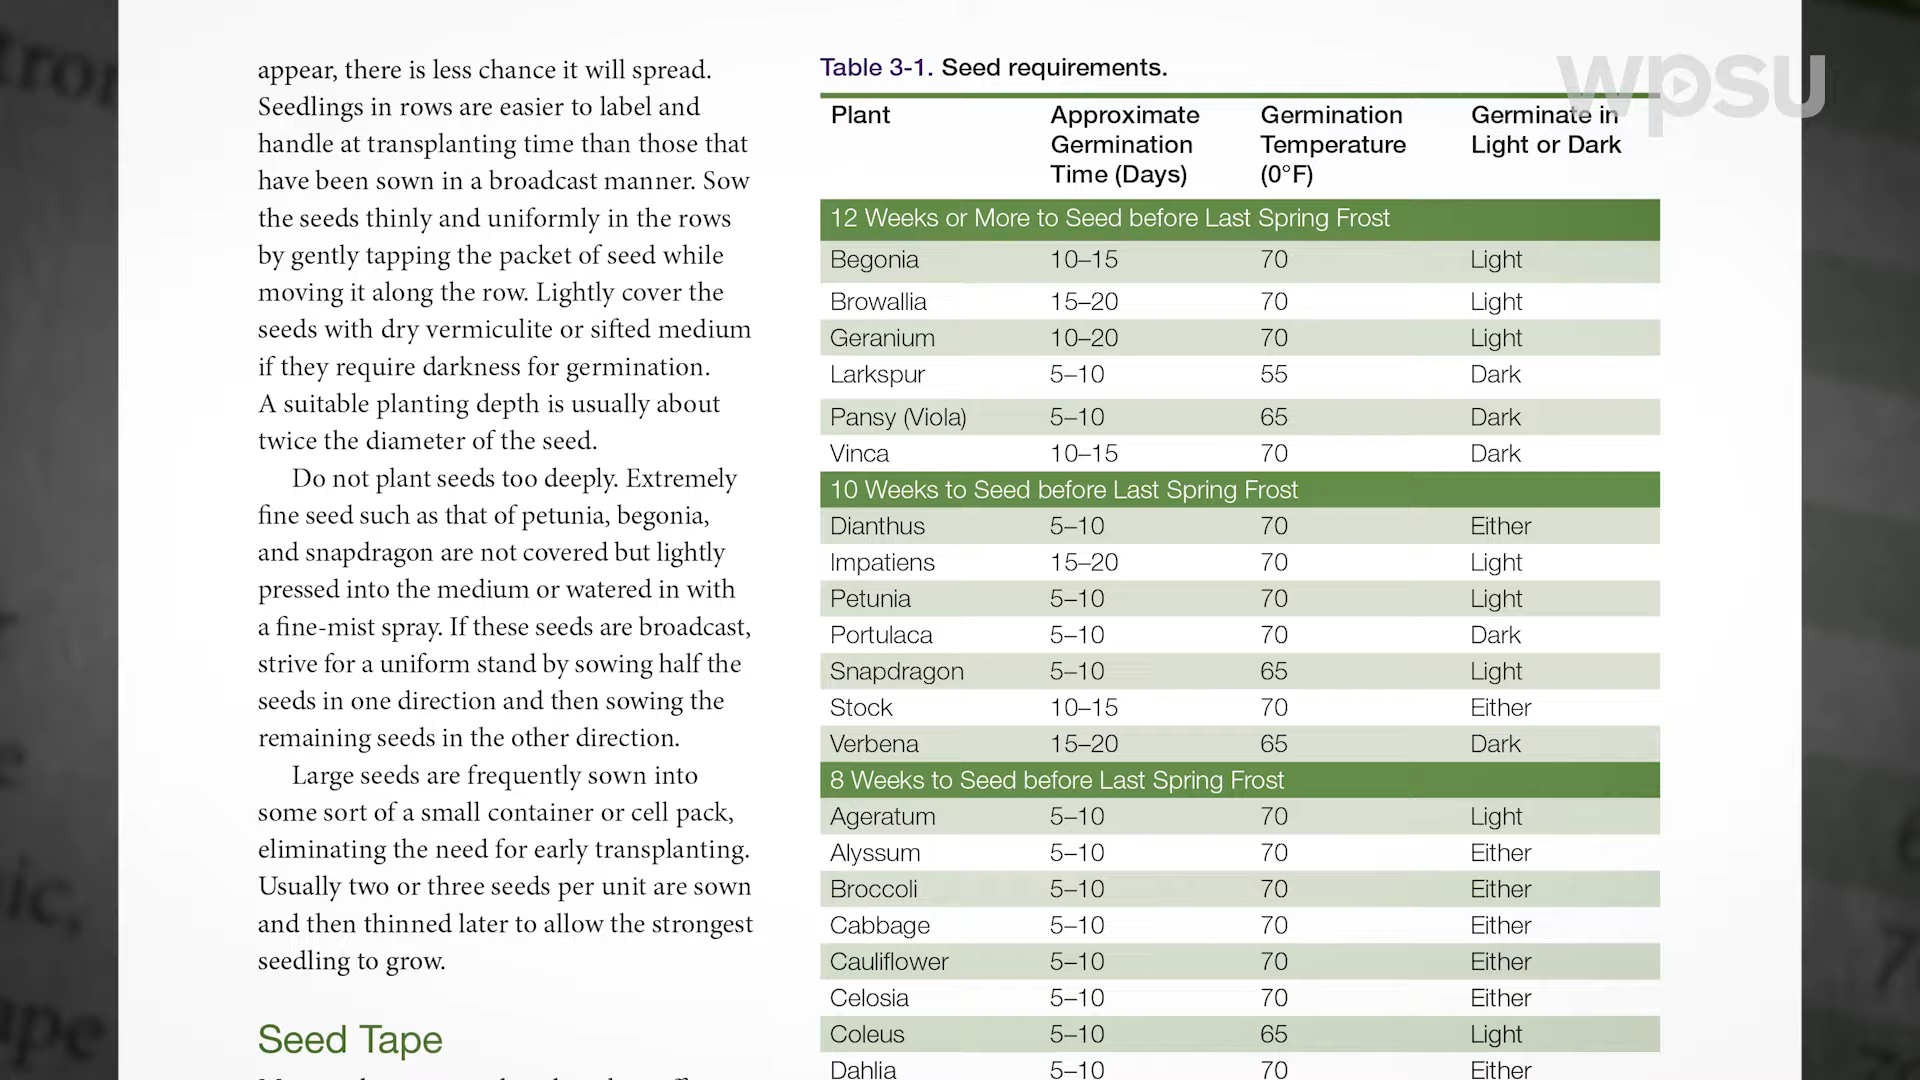 appear, there is less chance it will spread.
Seedlings in rows are easier to label and
handle at transplanting time than those that
have been sown in a broadcast manner. Sow
the seeds thinly and uniformly in the rows
by gently tapping the packet of seed while
moving it along the row. Lightly cover the
seeds with dry vermiculite or sifted medium
if they require darkness for germination.
A suitable planting depth is usually about
twice the diameter of the seed.
Do not plant seeds too deeply. Extremely
fine seed such as that of petunia, begonia,
and snapdragon are not covered but lightly
pressed into the medium or watered in with
a fine-mist spray. If these seeds are broadcast,
strive for a uniform stand by sowing half the
seeds in one direction and then sowing the
remaining seeds in the other direction.
Large seeds are frequently sown into
some sort of a small container or cell pack,
eliminating the need for early transplanting.
Usually two or three seeds per unit are sown
and then thinned later to allow the strongest
seedling to grow.
Seed Tape
Table 3-1. Seed requirements.
wpsu
Plant Approximate Germination Time (Days) Germination Temperature (0°F) Germinate in Light or Dark
12 Weeks or More to Seed before Last Spring Frost
Begonia 10–15 70 Light
Browallia 15–20 70 Light
Geranium 10–20 70 Light
Larkspur 5–10 55 Dark
Pansy (Viola) 5–10 65 Dark
Vinca 10–15 70 Dark
10 Weeks to Seed before Last Spring Frost
Dianthus 5–10 70 Either
Impatiens 15–20 70 Light
Petunia 5–10 70 Light
Portulaca 5–10 70 Dark
Snapdragon 5–10 65 Light
Stock 10–15 70 Either
Verbena 15–20 65 Dark
8 Weeks to Seed before Last Spring Frost
Ageratum 5–10 70 Light
Alyssum 5–10 70 Either
Broccoli 5–10 70 Either
Cabbage 5–10 70 Either
Cauliflower 5–10 70 Either
Celosia 5–10 70 Either
Coleus 5–10 65 Light
Dahlia 5–10 70 Either